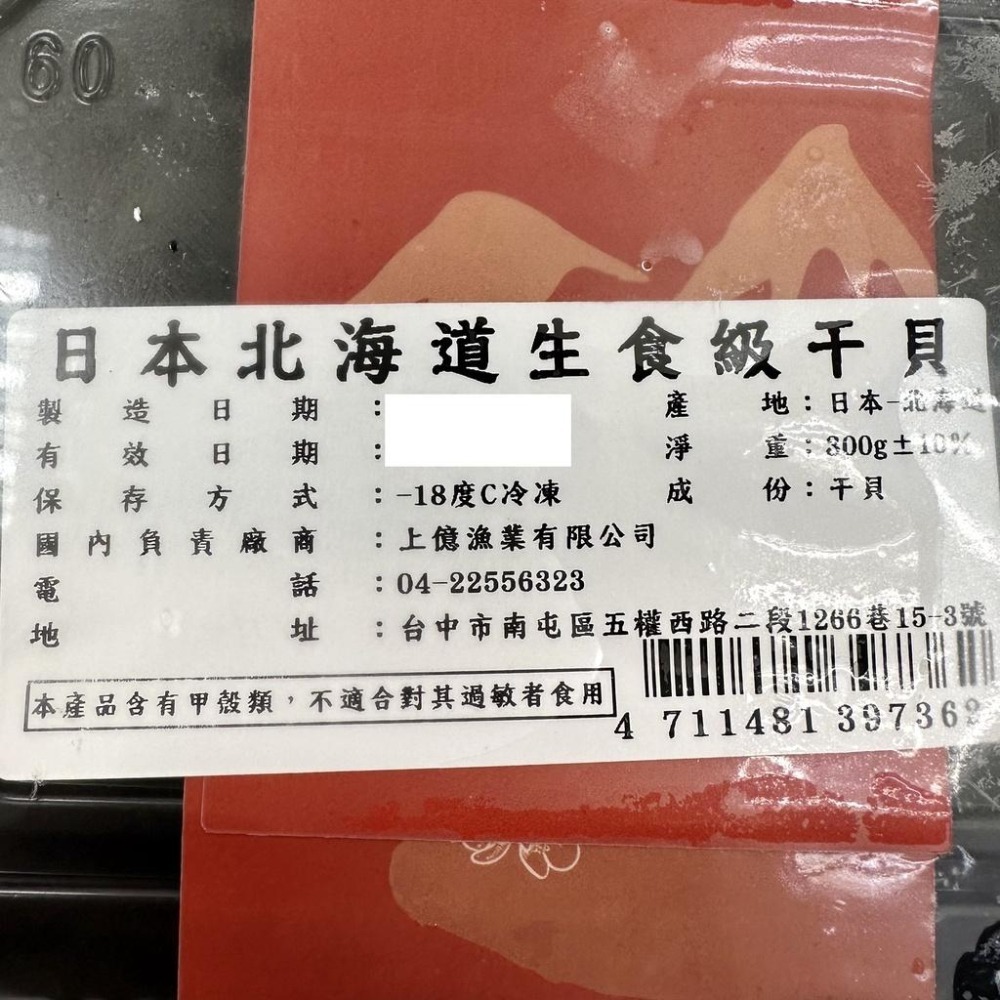 60
日本北海道生食級干貝
製造日期： 產地：日本-北海道
有效日期： 淨重：300g±10%
保存方式：-18度C冷凍 成份：干貝
國內負責廠商：上億漁業有限公司
電話：04-22556323
地址：台中市南屯區五權西路二段1266巷15-3號
本產品含有甲殼類，不適合對其過敏者食用
4 711481 39736